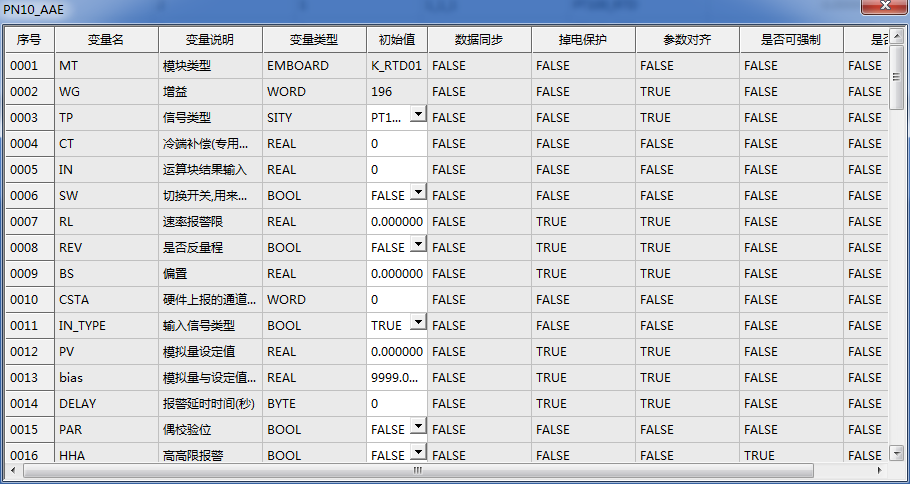 PN10_AAE
序号 变量名 变量说明 变量类型 初始值 数据同步 掉电保护 参数对齐 是否可强制 是否
0001 MT 模块类型 EMBOARD K_RTD01 FALSE FALSE FALSE FALSE FALSE
0002 WG 增益 WORD 196 FALSE FALSE TRUE FALSE FALSE
0003 TP 信号类型 SITY PT1... FALSE FALSE TRUE FALSE FALSE
0004 CT 冷端补偿(专用... REAL 0 FALSE FALSE FALSE FALSE FALSE
0005 IN 运算块结果输入 REAL 0 FALSE FALSE FALSE FALSE FALSE
0006 SW 切换开关,用来... BOOL FALSE FALSE FALSE FALSE FALSE FALSE
0007 RL 速率报警限 REAL 0.000000 FALSE TRUE TRUE FALSE FALSE
0008 REV 是否反量程 BOOL FALSE FALSE TRUE TRUE FALSE FALSE
0009 BS 偏置 REAL 0.000000 FALSE TRUE TRUE FALSE FALSE
0010 CSTA 硬件上报的通道... WORD 0 FALSE FALSE FALSE FALSE FALSE
0011 IN_TYPE 输入信号类型 BOOL TRUE FALSE FALSE FALSE FALSE FALSE
0012 PV 模拟量设定值 REAL 0.000000 FALSE TRUE TRUE FALSE FALSE
0013 bias 模拟量与设定值... REAL 9999.0... FALSE TRUE TRUE FALSE FALSE
0014 DELAY 报警延时时间(秒) BYTE 0 FALSE TRUE TRUE FALSE FALSE
0015 PAR 偶校验位 BOOL FALSE FALSE FALSE FALSE FALSE FALSE
0016 HHA 高高限报警 BOOL FALSE FALSE FALSE FALSE TRUE FALSE